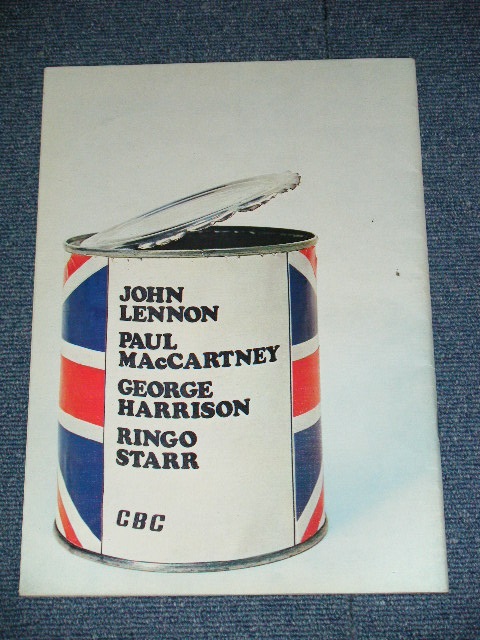 JOHN
LENNON
PAUL
MAcCARTNEY
GEORGE
HARRISON
RINGO
STARR
CBC